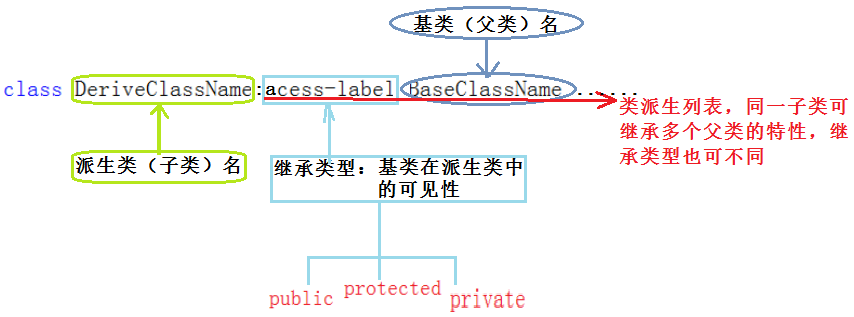 基类（父类）名
class DeriveClassName:acess-label BaseClassName ......
类派生列表，同一子类可
继承多个父类的特性，继
承类型也可不同
派生类（子类）名
继承类型：基类在派生类中
的可见性
public protected private